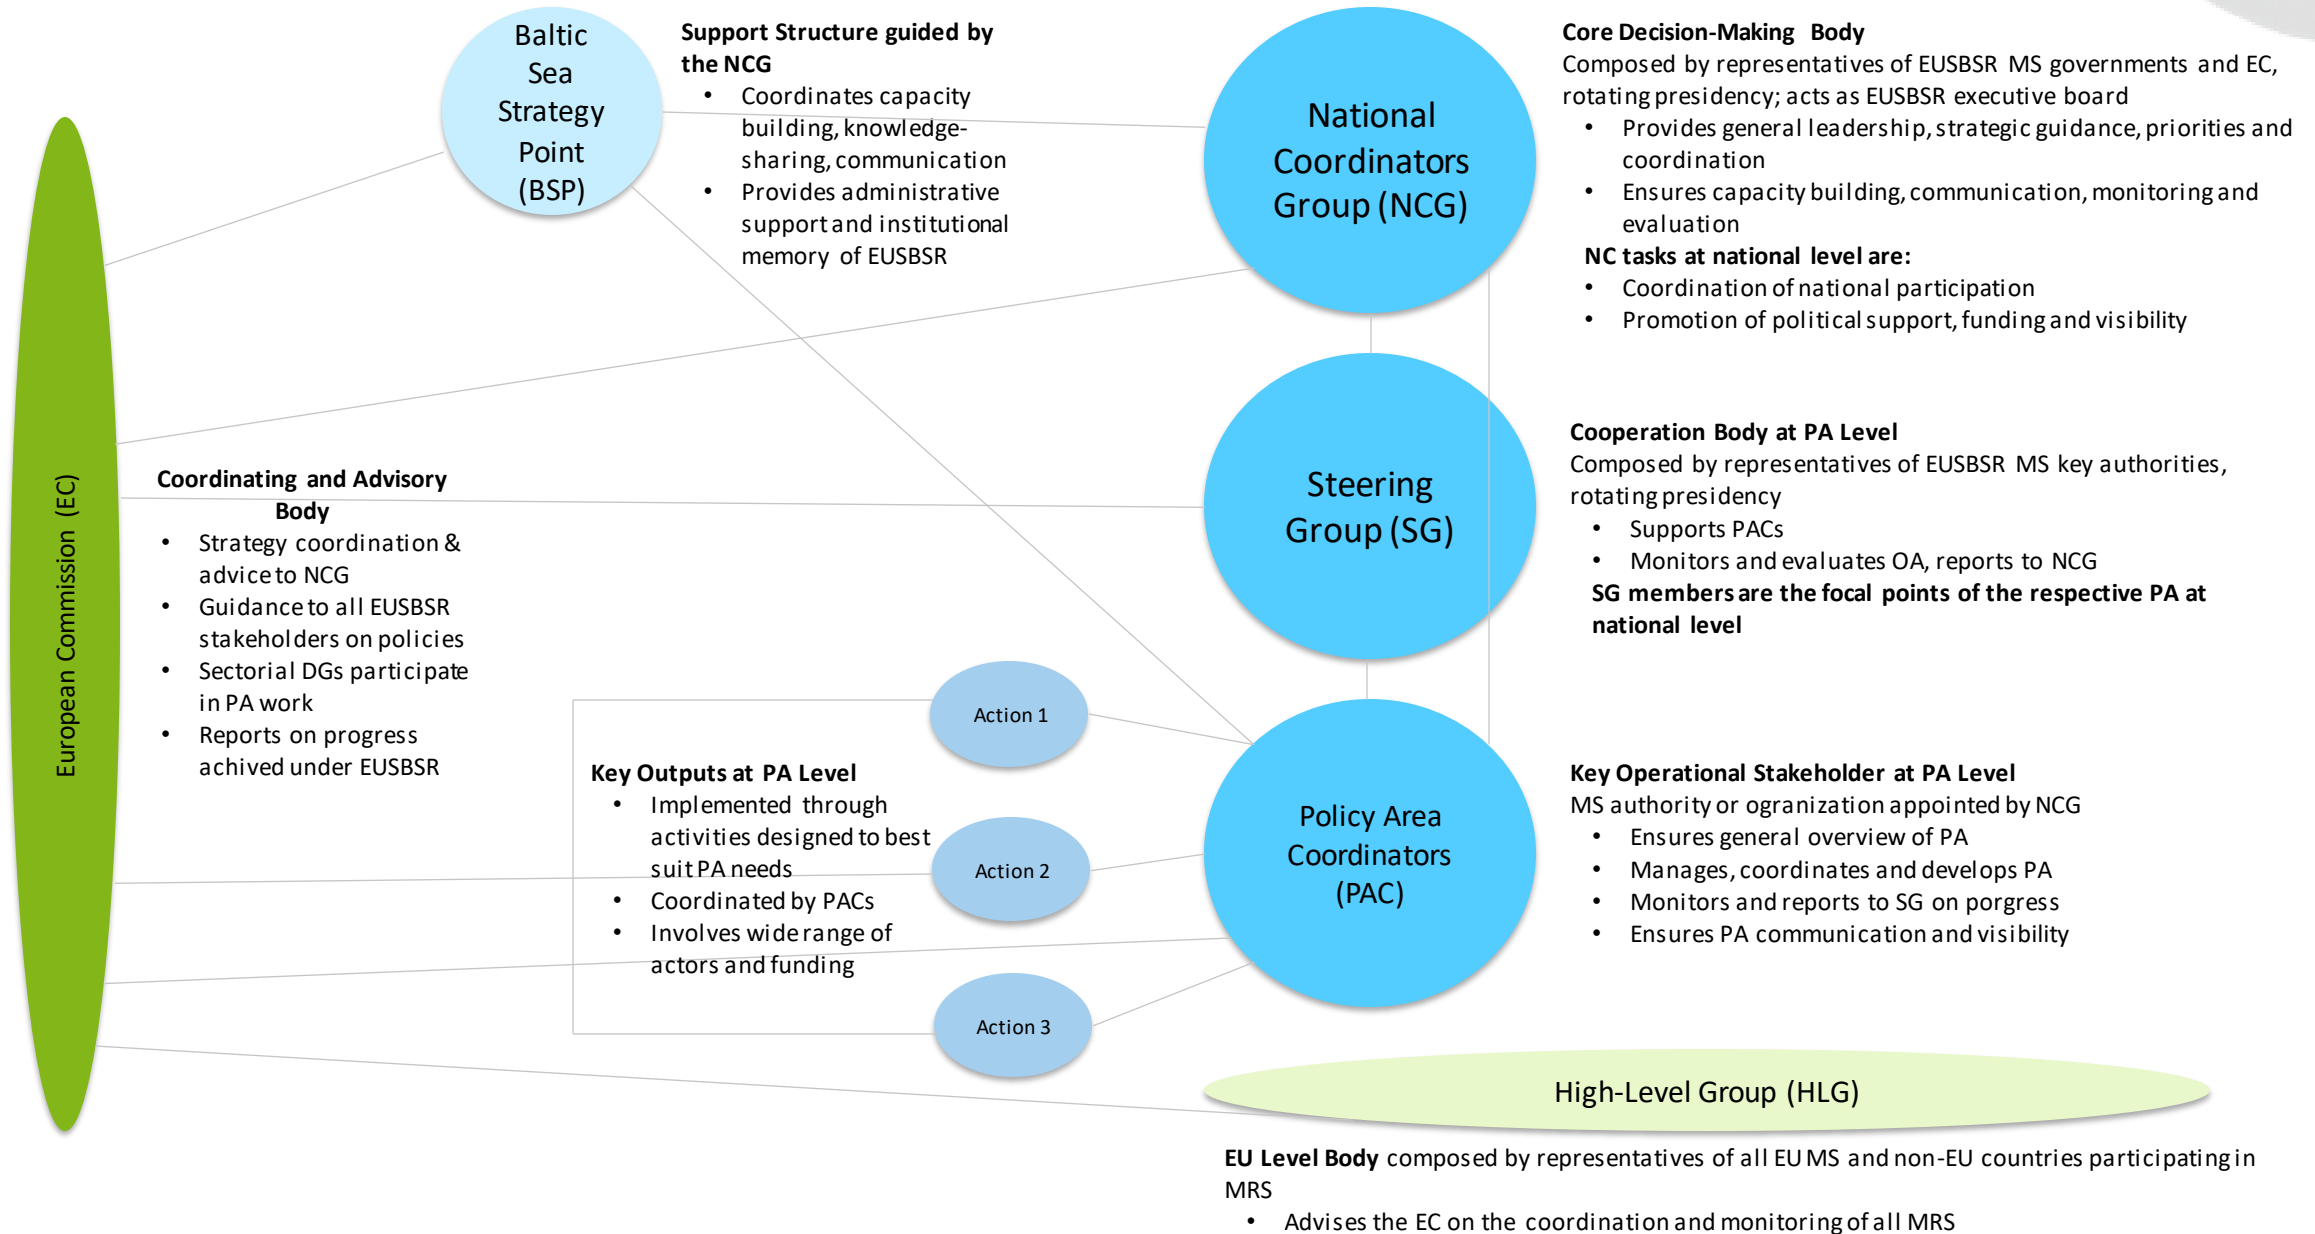 Baltic
Sea
Strategy
Point
(BSP)
Support Structure guided by
the NCG
• Coordinates capacity
building, knowledge-
sharing, communication
• Provides administrative
support and institutional
memory of EUSBSR
National
Coordinators
Group (NCG)
Core Decision-Making Body
Composed by representatives of EUSBSR MS governments and EC,
rotating presidency; acts as EUSBSR executive board
• Provides general leadership, strategic guidance, priorities and
coordination
• Ensures capacity building, communication, monitoring and
evaluation
NC tasks at national level are:
• Coordination of national participation
• Promotion of political support, funding and visibility
European Commission (EC)
Coordinating and Advisory
Body
• Strategy coordination &
advice to NCG
• Guidance to all EUSBSR
stakeholders on policies
• Sectorial DGs participate
in PA work
• Reports on progress
achived under EUSBSR
Steering
Group (SG)
Cooperation Body at PA Level
Composed by representatives of EUSBSR MS key authorities,
rotating presidency
• Supports PACs
• Monitors and evaluates OA, reports to NCG
SG members are the focal points of the respective PA at
national level
Key Outputs at PA Level
• Implemented through
activities designed to best
suit PA needs
• Coordinated by PACs
• Involves wide range of
actors and funding
Action 1
Action 2
Action 3
Policy Area
Coordinators
(PAC)
Key Operational Stakeholder at PA Level
MS authority or ogranization appointed by NCG
• Ensures general overview of PA
• Manages, coordinates and develops PA
• Monitors and reports to SG on porgress
• Ensures PA communication and visibility
High-Level Group (HLG)
EU Level Body composed by representatives of all EU MS and non-EU countries participating in
MRS
• Advises the EC on the coordination and monitoring of all MRS